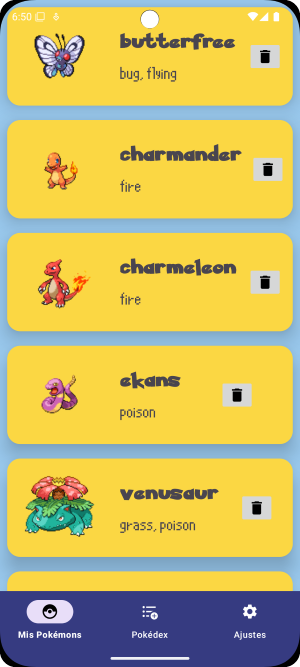 6:50
butterfree
bug, flying
charmander
fire
charmeleon
fire
ekans
poison
venusaur
grass, poison
Mis Pokémons
Pokédex
Ajustes